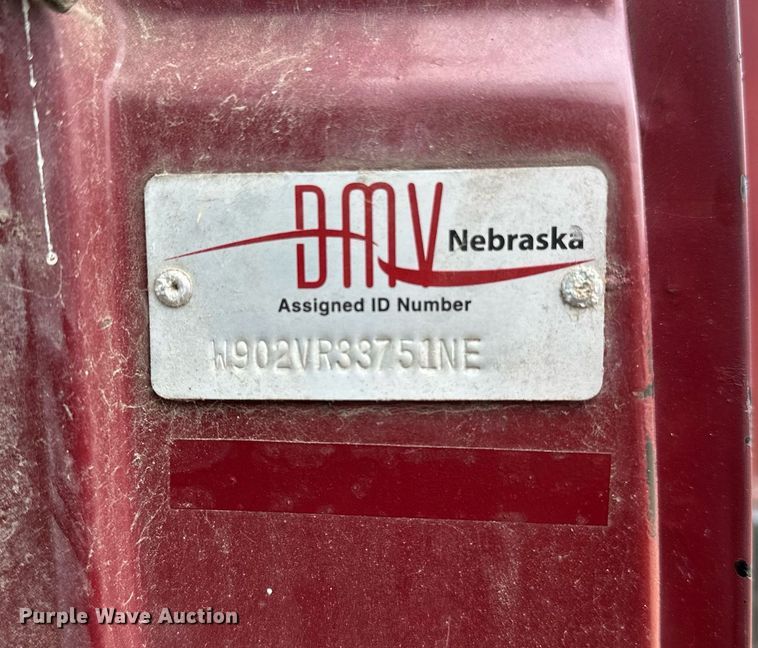 DMV Nebraska
Assigned ID Number
W902VR33751NE
Purple Wave Auction